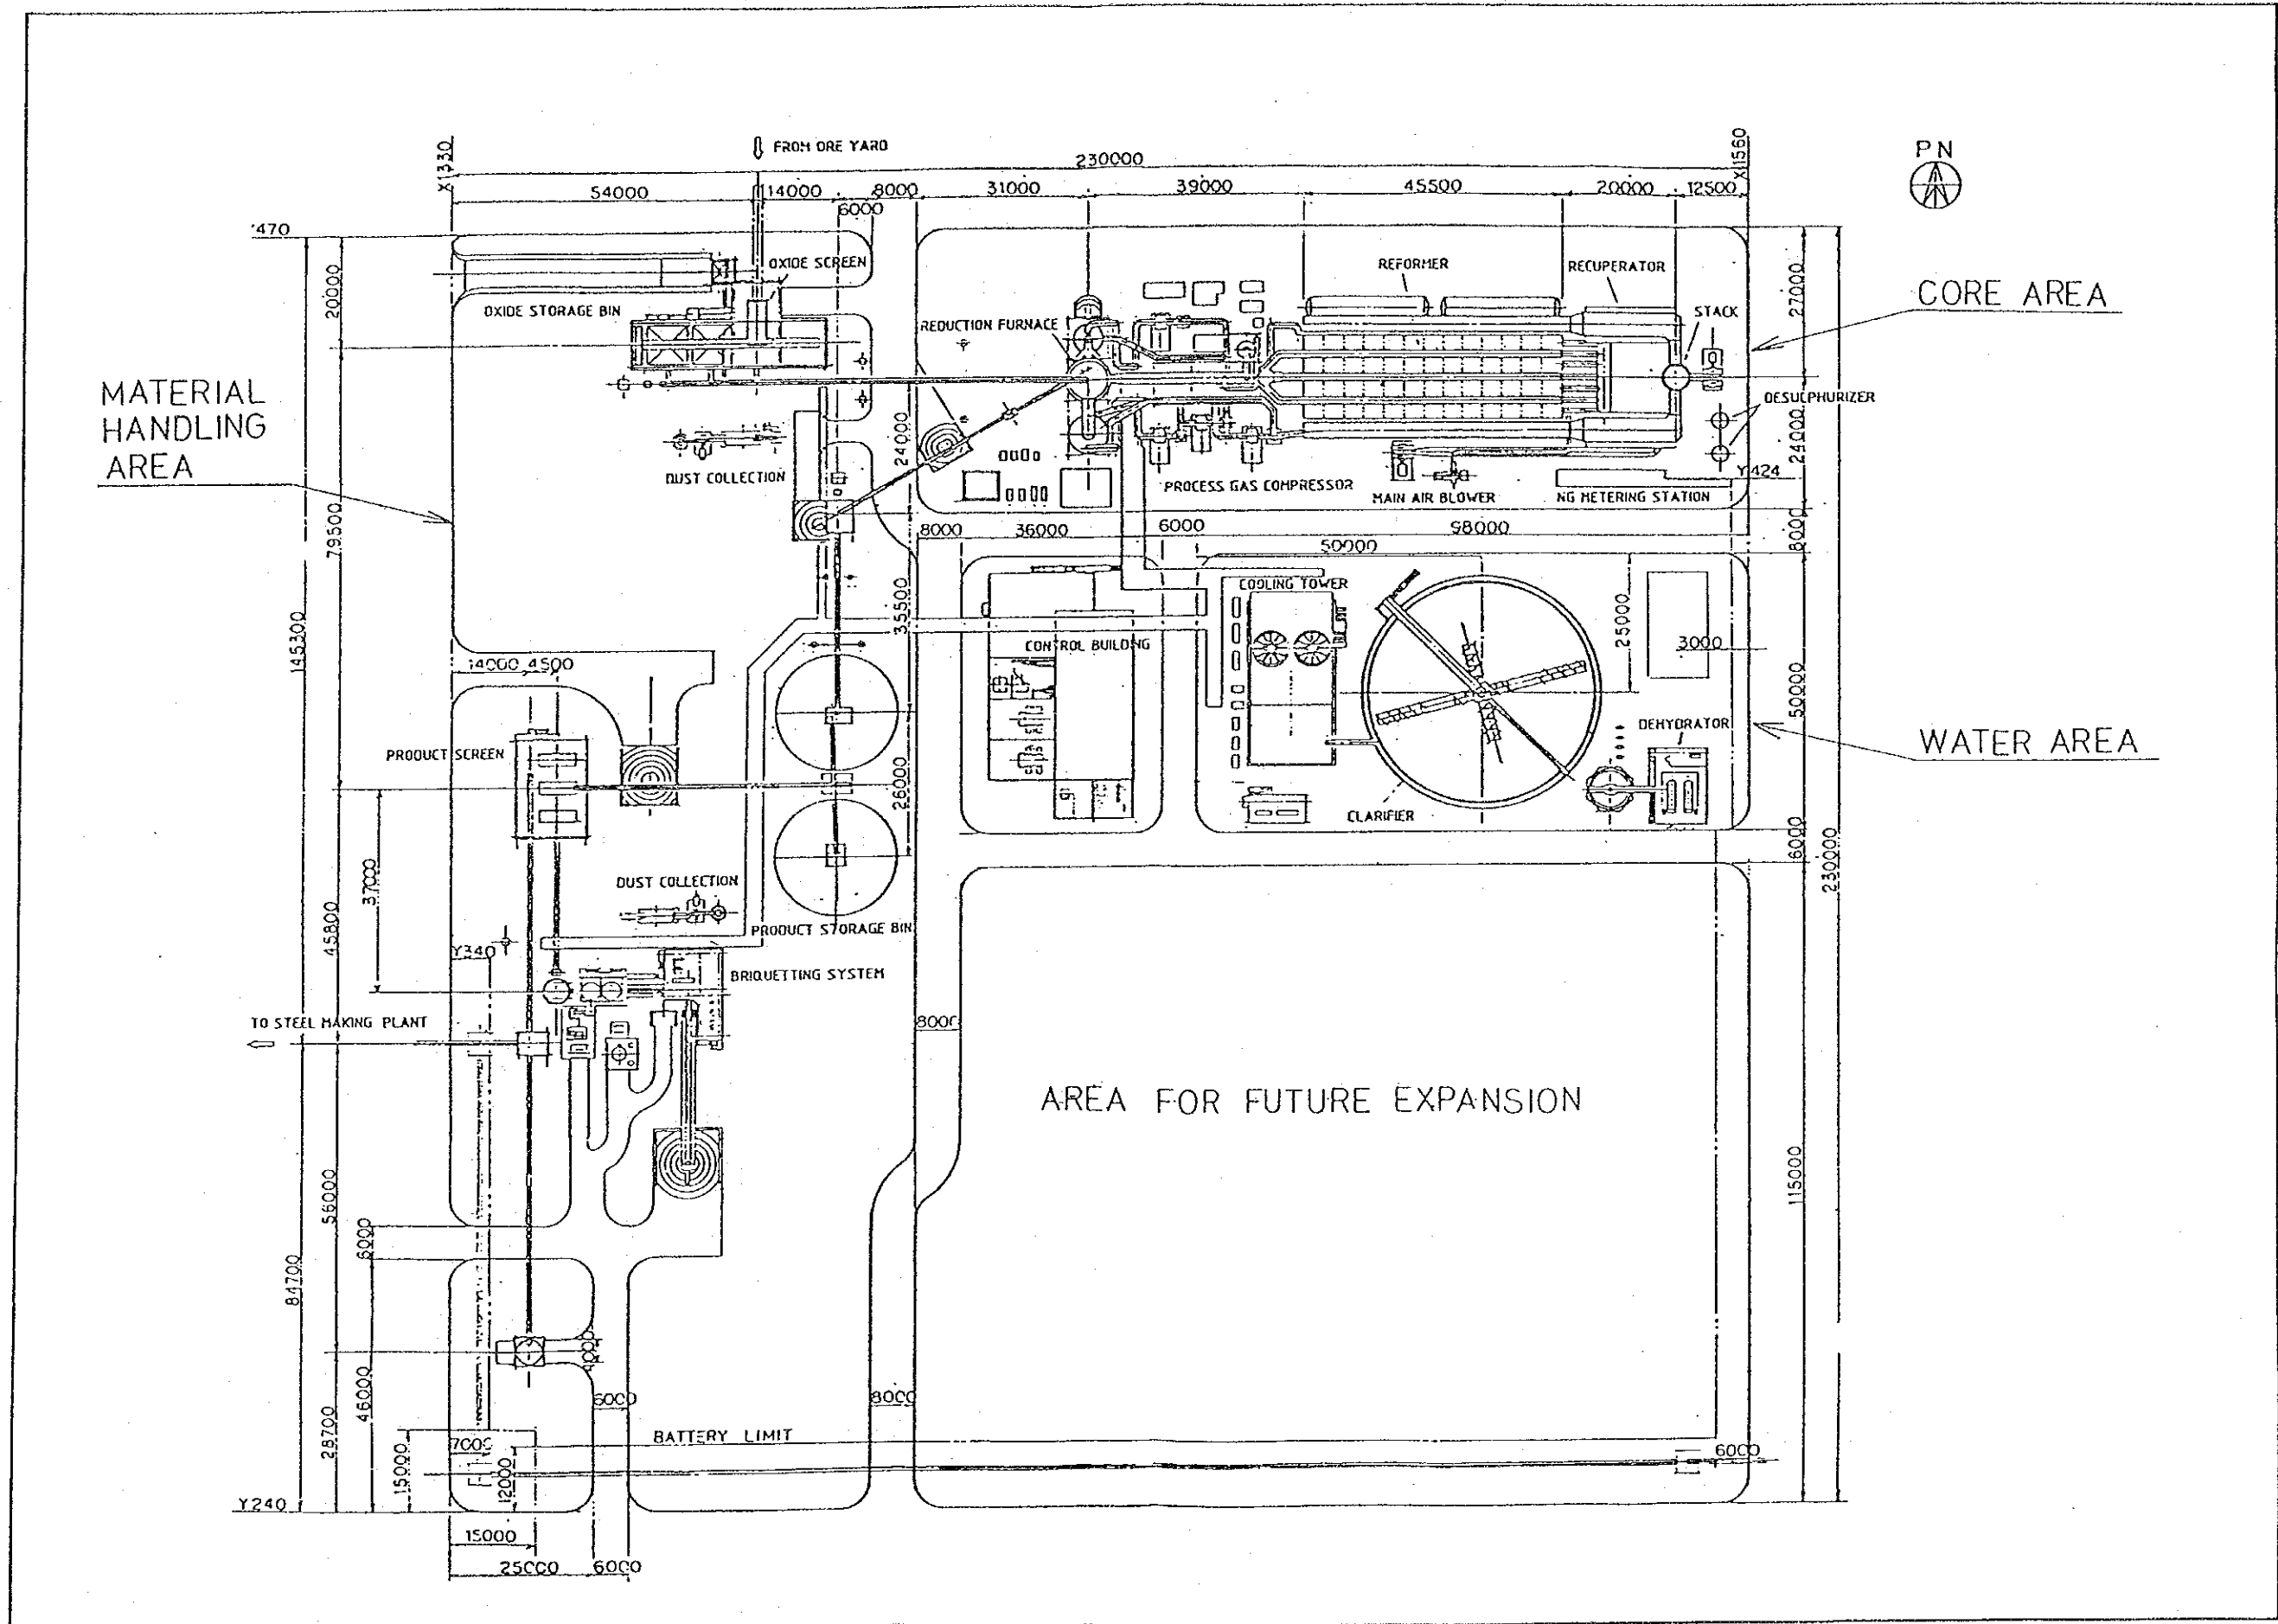 FROM ORE YARD
X1330
230000
X1560
PN
54000
14000
8000
31000
39000
45500
20000
12500
6000
OXIDE SCREEN
REFORMER
RECUPERATOR
27000
CORE AREA
20000
OXIDE STORAGE BIN
REDUCTION FURNACE
STACK
MATERIAL
HANDLING
AREA
DESULPHURIZER
24000
24000
DUST COLLECTION
Y424
PROCESS GAS COMPRESSOR
MAIN AIR BLOWER
NG METERING STATION
79500
8000
36000
6000
98000
8000
50000
COOLING TOWER
35500
25000
145300
CONTROL BUILDING
3000
14000
4500
50000
DEHYDRATOR
WATER AREA
PRODUCT SCREEN
26000
CLARIFIER
6000
230000
37000
DUST COLLECTION
45800
PRODUCT STORAGE BIN
Y340
BRIQUETTING SYSTEM
TO STEEL MAKING PLANT
8000
AREA FOR FUTURE EXPANSION
115000
56000
6000
84700
4000
46000
6000
8000
28700
BATTERY LIMIT
7000
6000
15000
12000
Y240
15000
25000
6000